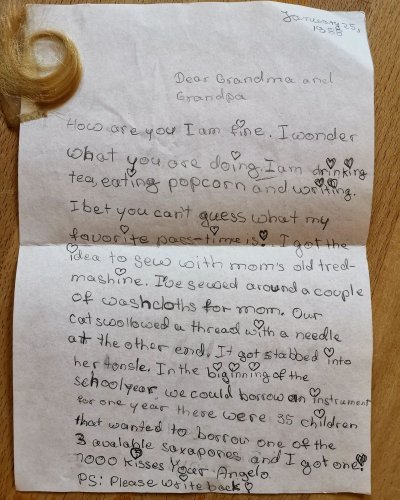 January 25,
1988
Dear Grandma and
Grandpa
How are you I am fine. I wonder
what you are doing. I am drinking
tea, eating popcorn and writing.
I bet you can't guess what my
favorite pass-time is! I got the
idea to sew with mom's old tred-
mashine. I've sewed around a couple
of washcloths for mom. Our
cat swollowed a thread with a needle
at the other end. It got stabbed into
her tonsle. In the biginning of the
schoolyear, we could borrow an instrument
for one year there were 35 children
that wanted to borrow one of the
3 avalable saxapones and I got one!
1000 Kisses Your Angela
PS: Please write back!